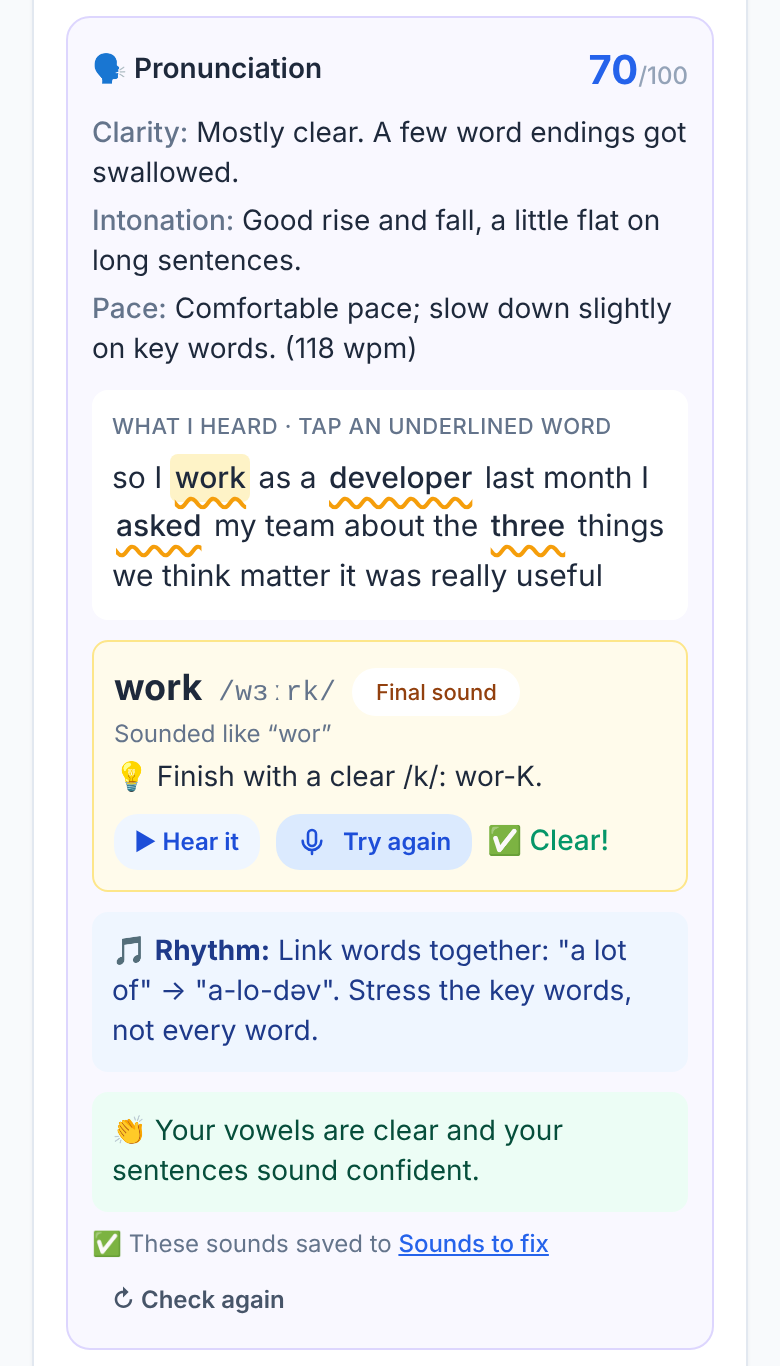 🗣️ Pronunciation 70/100
Clarity: Mostly clear. A few word endings got
swallowed.
Intonation: Good rise and fall, a little flat on
long sentences.
Pace: Comfortable pace; slow down slightly
on key words. (118 wpm)
WHAT I HEARD · TAP AN UNDERLINED WORD
so I work as a developer last month I
asked my team about the three things
we think matter it was really useful
work /wɜːrk/ Final sound
Sounded like “wor”
💡 Finish with a clear /k/: wor-K.
▶ Hear it Try again ✅ Clear!
🎵 Rhythm: Link words together: "a lot
of" → "a-lo-dəv". Stress the key words,
not every word.
👏 Your vowels are clear and your
sentences sound confident.
✅ These sounds saved to Sounds to fix
↻ Check again